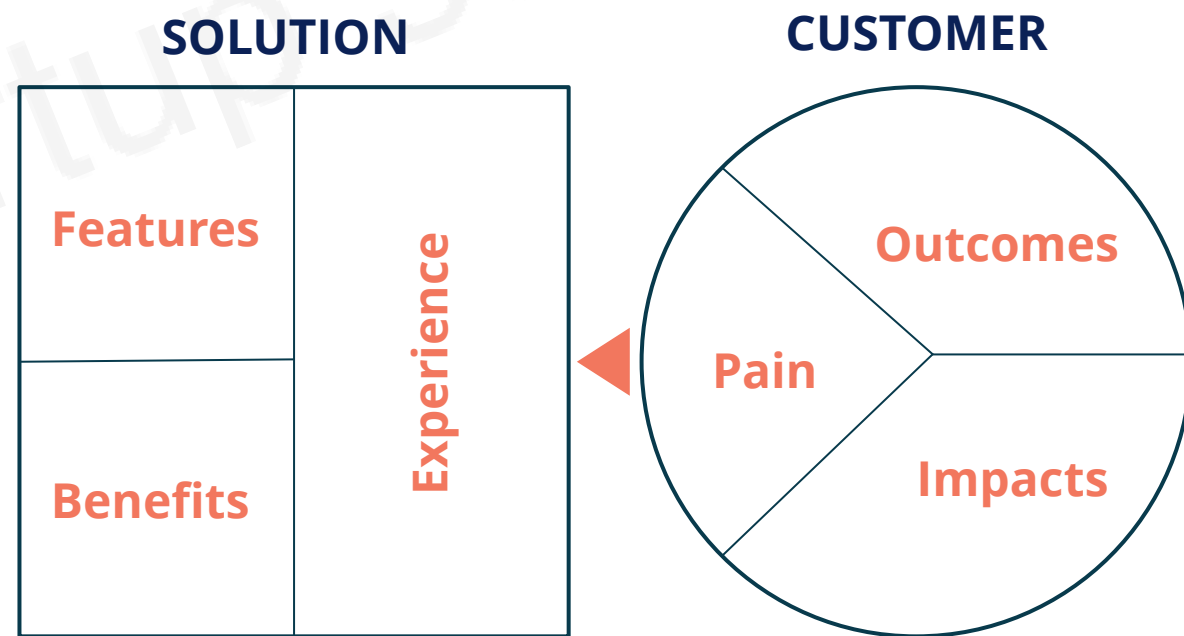 SOLUTION
CUSTOMER
Features
Benefits
Experience
Pain
Outcomes
Impacts